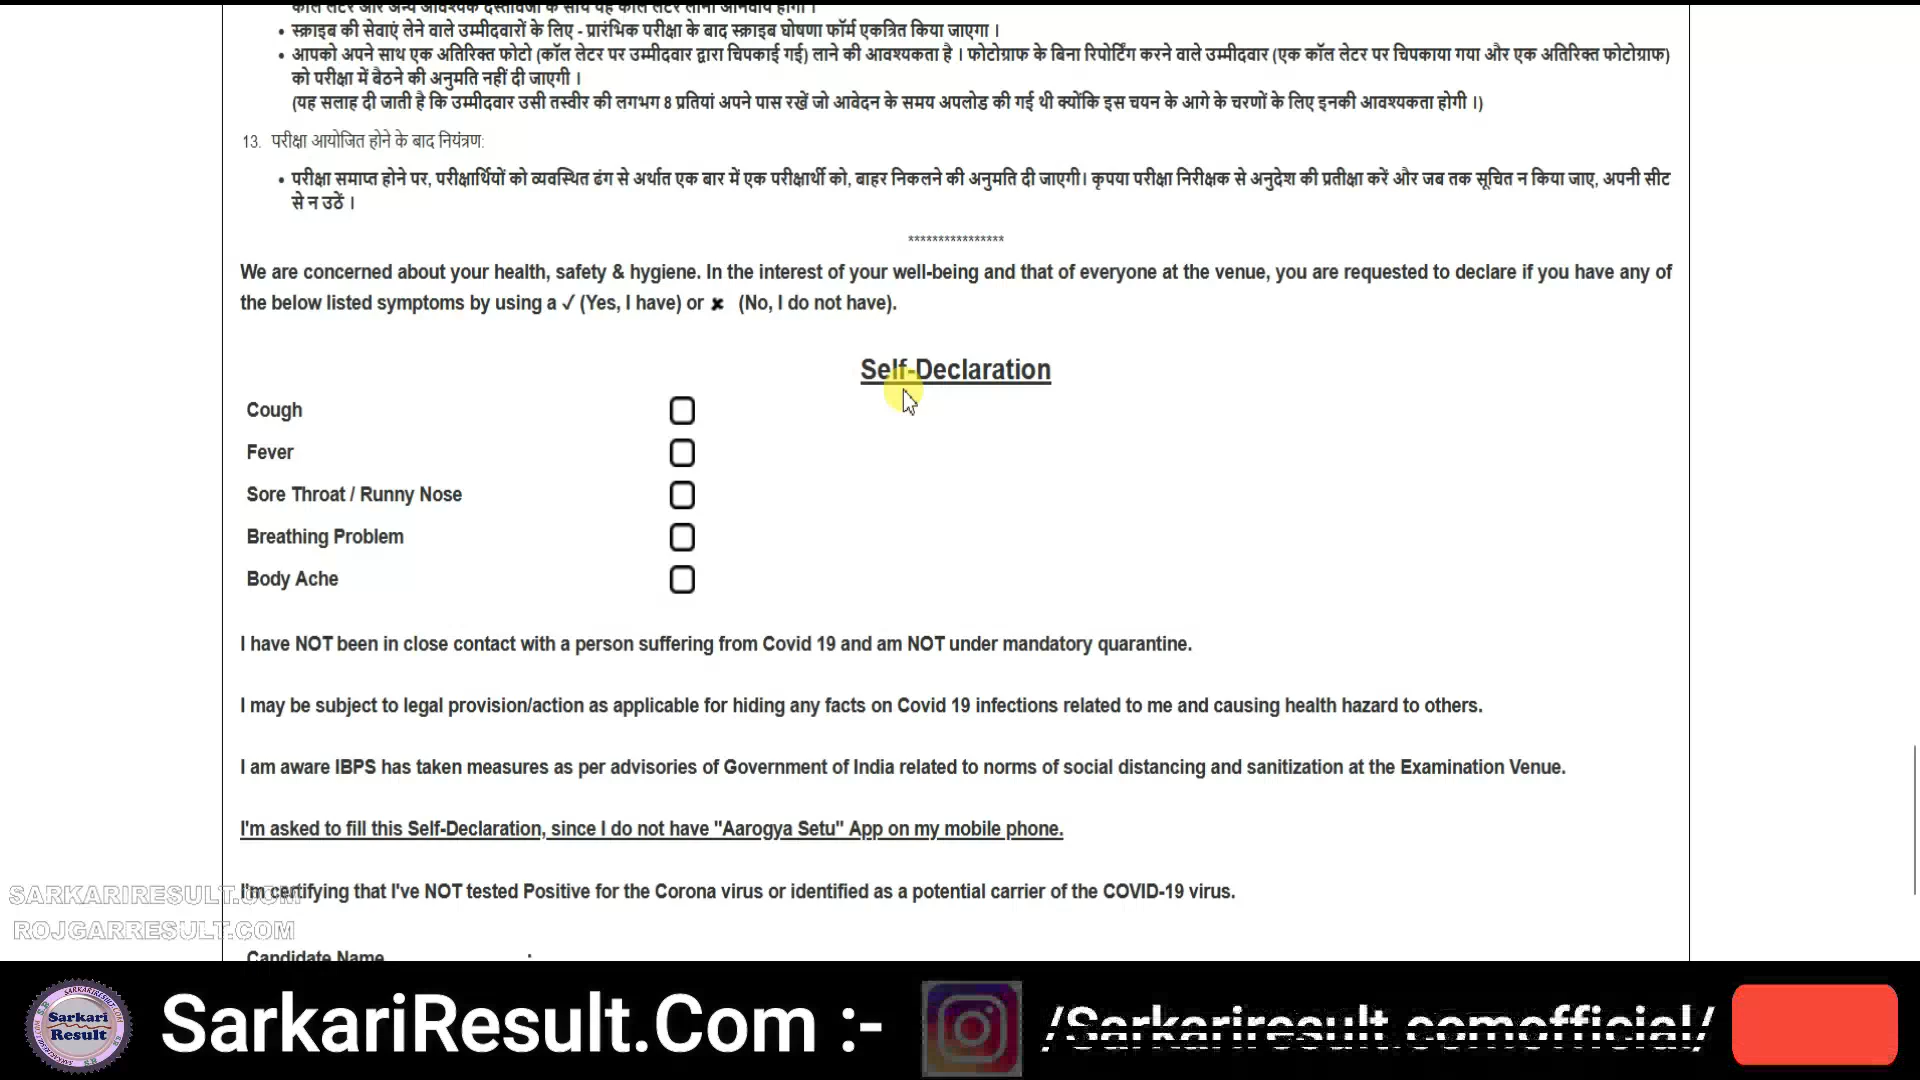 कॉल लेटर और अन्य आवश्यक दस्तावेजों के साथ यह कॉल लेटर लाना अनिवार्य होगा ।
• स्क्राइब की सेवाएं लेने वाले उम्मीदवारों के लिए - प्रारंभिक परीक्षा के बाद स्क्राइब घोषणा फॉर्म एकत्रित किया जाएगा ।
• आपको अपने साथ एक अतिरिक्त फोटो (कॉल लेटर पर उम्मीदवार द्वारा चिपकाई गई) लाने की आवश्यकता है । फोटोग्राफ के बिना रिपोर्टिंग करने वाले उम्मीदवार (एक कॉल लेटर पर चिपकाया गया और एक अतिरिक्त फोटोग्राफ)
को परीक्षा में बैठने की अनुमति नहीं दी जाएगी ।
(यह सलाह दी जाती है कि उम्मीदवार उसी तस्वीर की लगभग 8 प्रतियां अपने पास रखें जो आवेदन के समय अपलोड की गई थी क्योंकि इस चयन के आगे के चरणों के लिए इनकी आवश्यकता होगी ।)
13. परीक्षा आयोजित होने के बाद नियंत्रण:
• परीक्षा समाप्त होने पर, परीक्षार्थियों को व्यवस्थित ढंग से अर्थात एक बार में एक परीक्षार्थी को, बाहर निकलने की अनुमति दी जाएगी। कृपया परीक्षा निरीक्षक से अनुदेश की प्रतीक्षा करें और जब तक सूचित न किया जाए, अपनी सीट
से न उठें ।
****************
We are concerned about your health, safety & hygiene. In the interest of your well-being and that of everyone at the venue, you are requested to declare if you have any of
the below listed symptoms by using a ✓ (Yes, I have) or ✖ (No, I do not have).
Self-Declaration
Cough
Fever
Sore Throat / Runny Nose
Breathing Problem
Body Ache
I have NOT been in close contact with a person suffering from Covid 19 and am NOT under mandatory quarantine.
I may be subject to legal provision/action as applicable for hiding any facts on Covid 19 infections related to me and causing health hazard to others.
I am aware IBPS has taken measures as per advisories of Government of India related to norms of social distancing and sanitization at the Examination Venue.
I'm asked to fill this Self-Declaration, since I do not have "Aarogya Setu" App on my mobile phone.
I'm certifying that I've NOT tested Positive for the Corona virus or identified as a potential carrier of the COVID-19 virus.
SARKARIRESULT.COM
ROJGARRESULT.COM
Candidate Name :
Sarkari
Result
SarkariResult.Com :-
/Sarkariresult.comofficial/